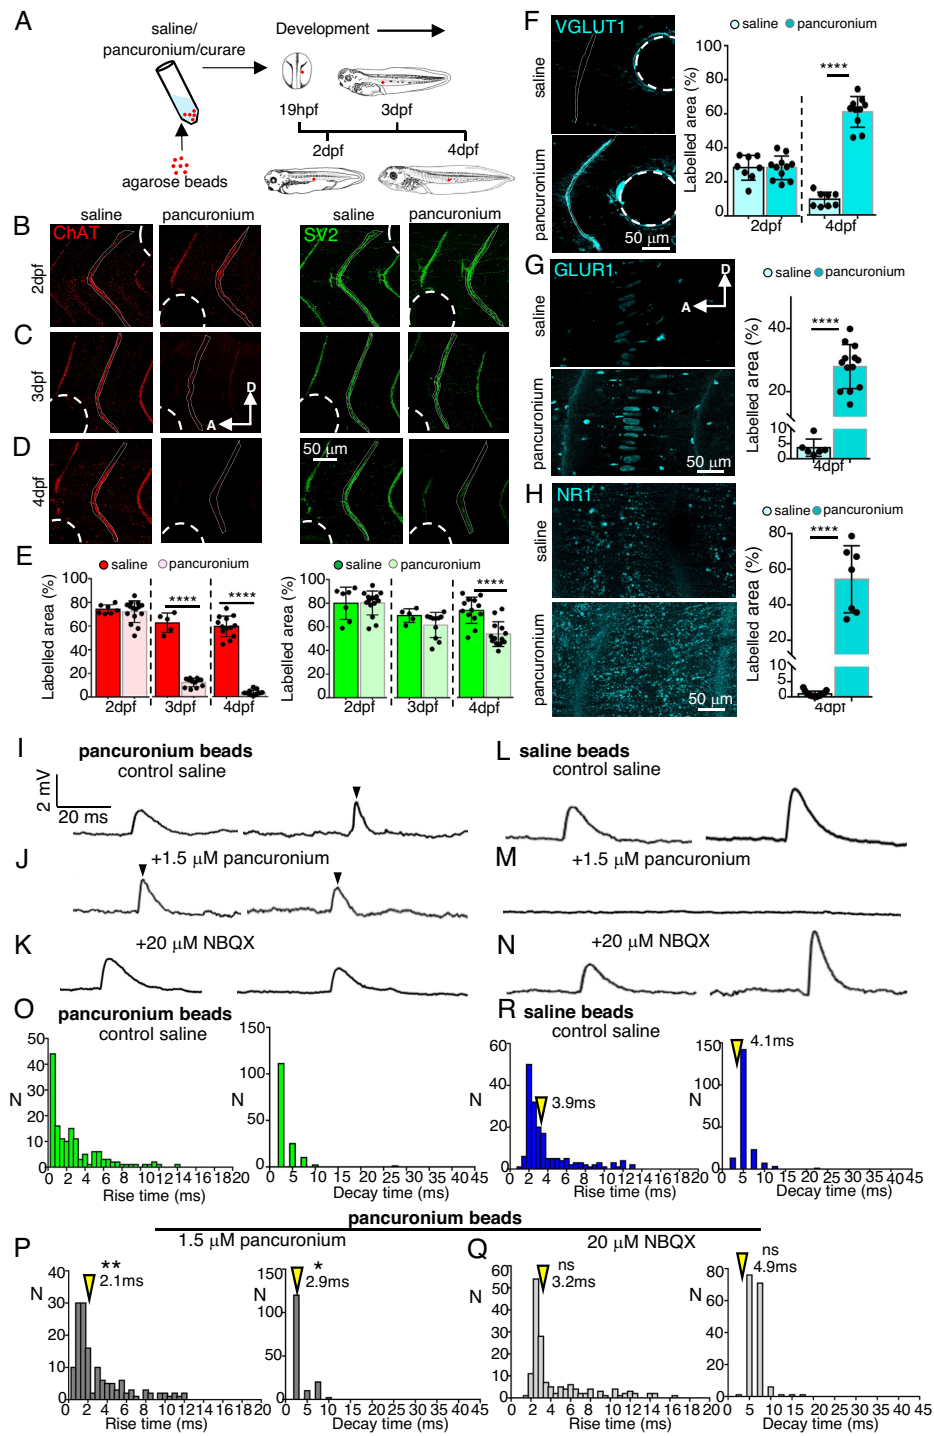 A
saline/
pancuronium/curare
agarose beads
Development
19hpf
3dpf
2dpf
4dpf
saline pancuronium saline pancuronium
B
ChAT
SV2
2dpf
C
3dpf
D
A
D
4dpf
50 µm
E
saline pancuronium
Labelled area (%)
100
80
60
40
20
0
2dpf 3dpf 4dpf
**** ****
saline pancuronium
Labelled area (%)
100
80
60
40
20
0
2dpf 3dpf 4dpf
****
F
VGLUT1
saline
pancuronium
50 µm
saline pancuronium
Labelled area (%)
100
80
60
40
20
0
****
2dpf 4dpf
G
GLUR1
D
A
saline
pancuronium
50 µm
saline pancuronium
Labelled area (%)
40
20
10
5
0
****
4dpf
H
NR1
saline
pancuronium
50 µm
saline pancuronium
Labelled area (%)
80
60
40
10
5
0
****
4dpf
I
pancuronium beads
control saline
2 mV
20 ms
J
+1.5 µM pancuronium
K
+20 µM NBQX
L
saline beads
control saline
M
+1.5 µM pancuronium
N
+20 µM NBQX
O
pancuronium beads
control saline
N
50
40
30
20
10
0
0 2 4 6 8 10 12 14 16 18 20
Rise time (ms)
N
150
100
50
0
0 5 10 15 20 25 30 35 40 45
Decay time (ms)
R
saline beads
control saline
N
60
40
20
0
3.9ms
0 2 4 6 8 10 12 14 16 18 20
Rise time (ms)
N
150
100
50
0
4.1ms
0 5 10 15 20 25 30 35 40 45
Decay time (ms)
pancuronium beads
P
1.5 µM pancuronium
N
40
30
20
10
0
**
2.1ms
0 2 4 6 8 10 12 14 16 18 20
Rise time (ms)
N
150
100
50
0
*
2.9ms
0 5 10 15 20 25 30 35 40 45
Decay time (ms)
Q
20 µM NBQX
N
60
50
40
30
20
10
0
ns
3.2ms
0 2 4 6 8 10 12 14 16 18 20
Rise time (ms)
N
80
60
40
20
0
ns
4.9ms
0 5 10 15 20 25 30 35 40 45
Decay time (ms)